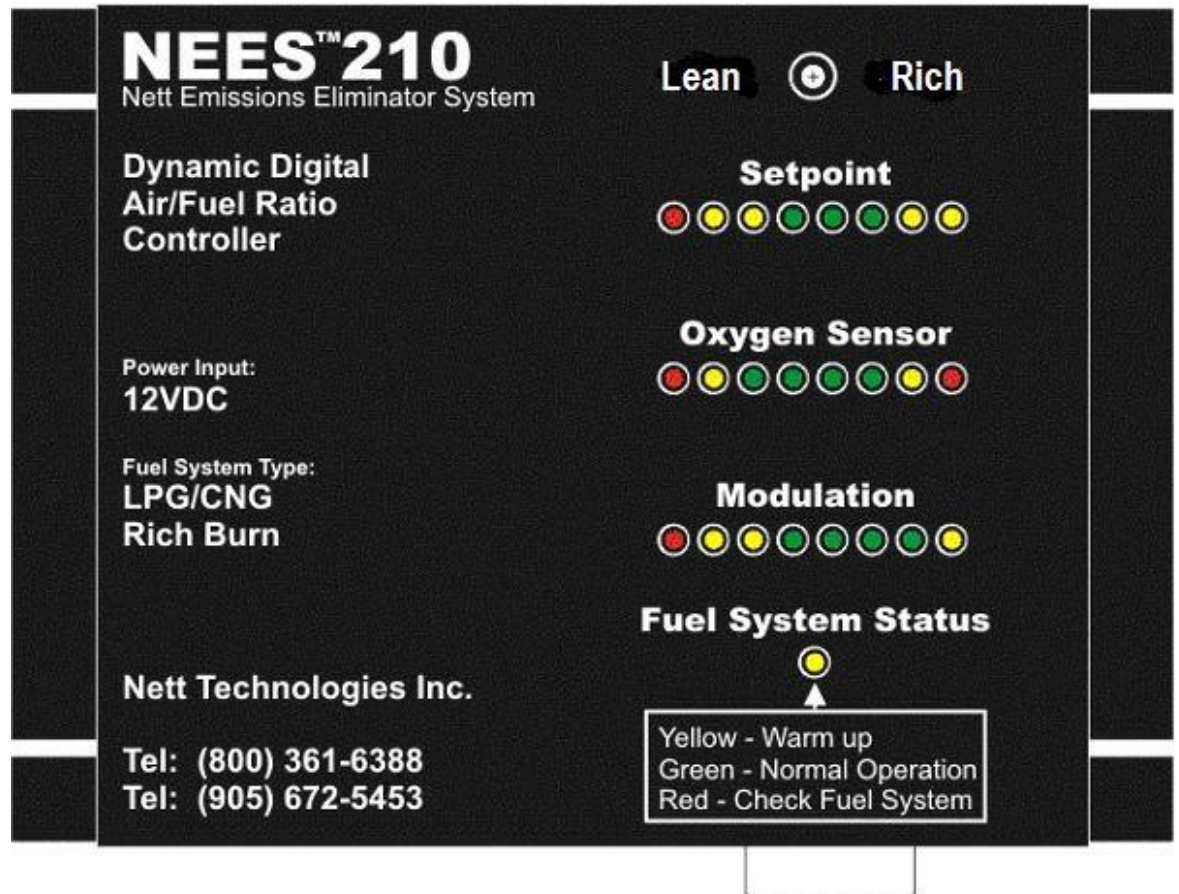 NEES™210
Nett Emissions Eliminator System
Lean Rich
Dynamic Digital
Air/Fuel Ratio
Controller
Setpoint
Oxygen Sensor
Power Input:
12VDC
Fuel System Type:
LPG/CNG
Rich Burn
Modulation
Fuel System Status
Yellow - Warm up
Green - Normal Operation
Red - Check Fuel System
Nett Technologies Inc.
Tel: (800) 361-6388
Tel: (905) 672-5453